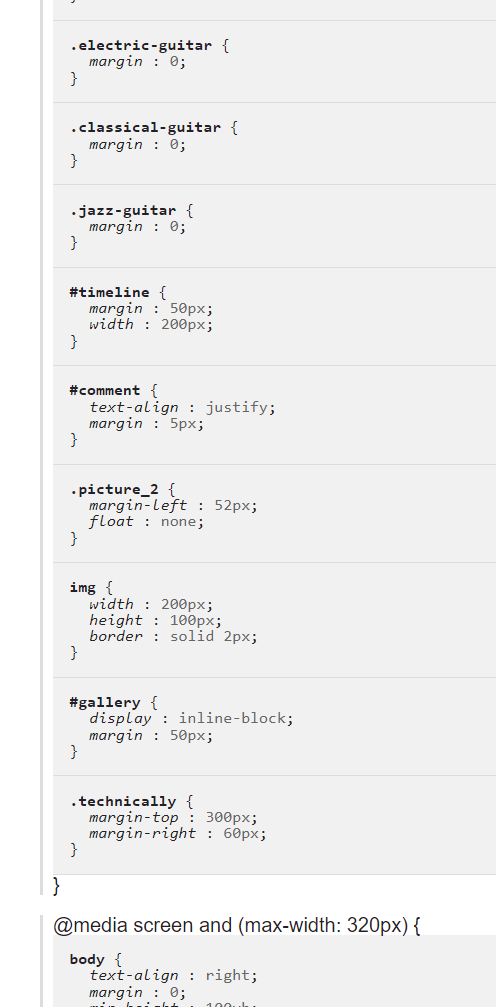 }
.electric-guitar {
margin : 0;
}
.classical-guitar {
margin : 0;
}
.jazz-guitar {
margin : 0;
}
#timeline {
margin : 50px;
width : 200px;
}
#comment {
text-align : justify;
margin : 5px;
}
.picture_2 {
margin-left : 52px;
float : none;
}
img {
width : 200px;
height : 100px;
border : solid 2px;
}
#gallery {
display : inline-block;
margin : 50px;
}
.technically {
margin-top : 300px;
margin-right : 60px;
}
}
@media screen and (max-width: 320px) {
body {
text-align : right;
margin : 0;
min-height : 100vh;